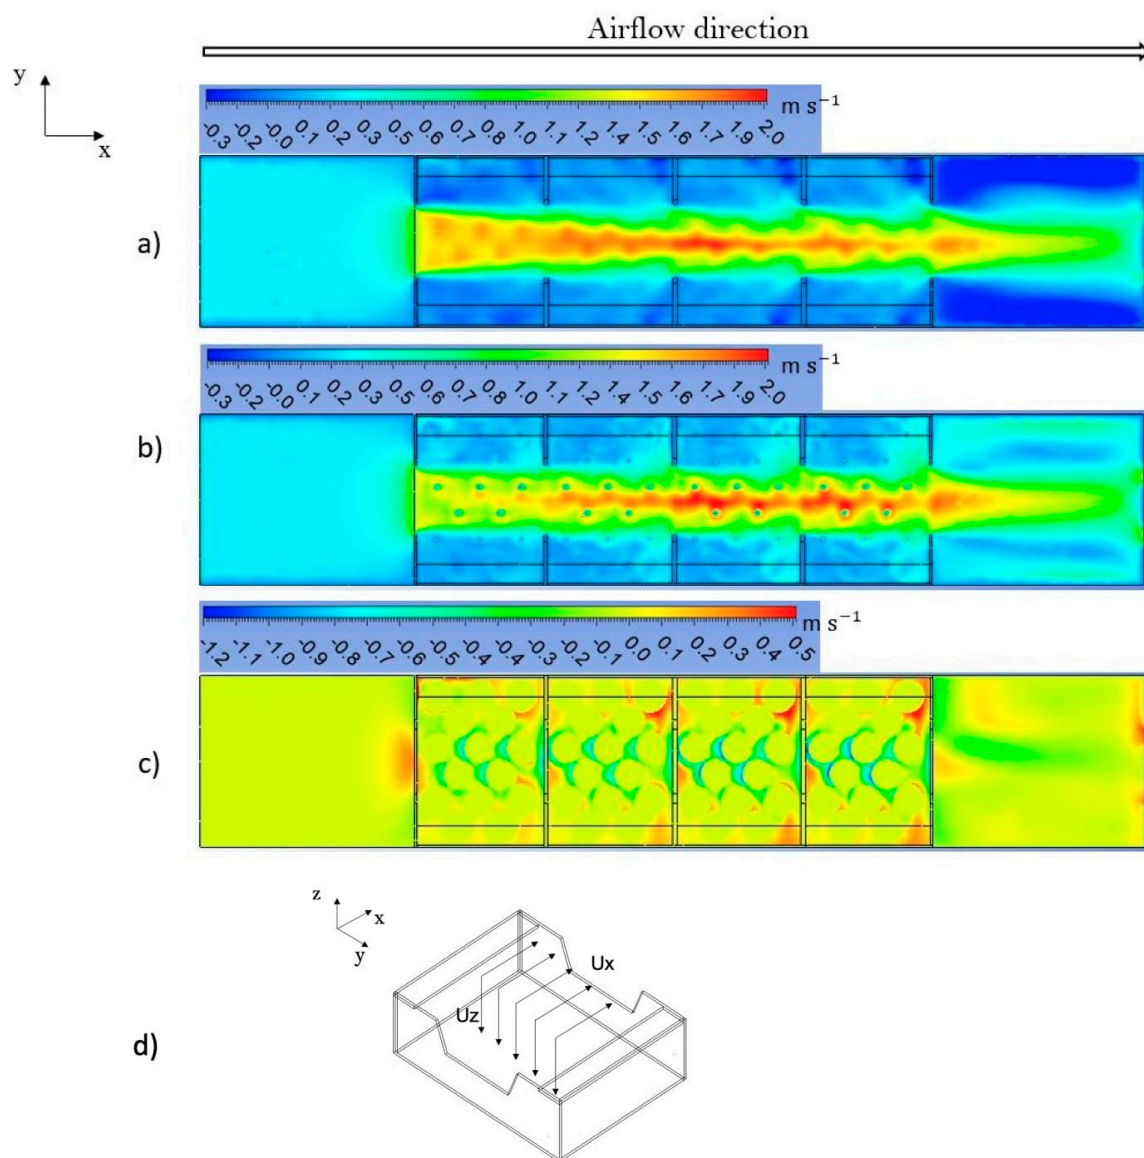 Airflow direction
y
x
m s⁻¹
-0.3 -0.2 -0.0 0.1 0.2 0.3 0.5 0.6 0.7 0.8 1.0 1.1 1.2 1.4 1.5 1.6 1.7 1.9 2.0
a)
m s⁻¹
-0.3 -0.2 -0.0 0.1 0.2 0.3 0.5 0.6 0.7 0.8 1.0 1.1 1.2 1.4 1.5 1.6 1.7 1.9 2.0
b)
m s⁻¹
-1.2 -1.1 -1.0 -0.9 -0.8 -0.7 -0.6 -0.5 -0.4 -0.4 -0.3 -0.2 -0.1 0.0 0.1 0.2 0.3 0.4 0.5
c)
z
x
y
Ux
Uz
d)